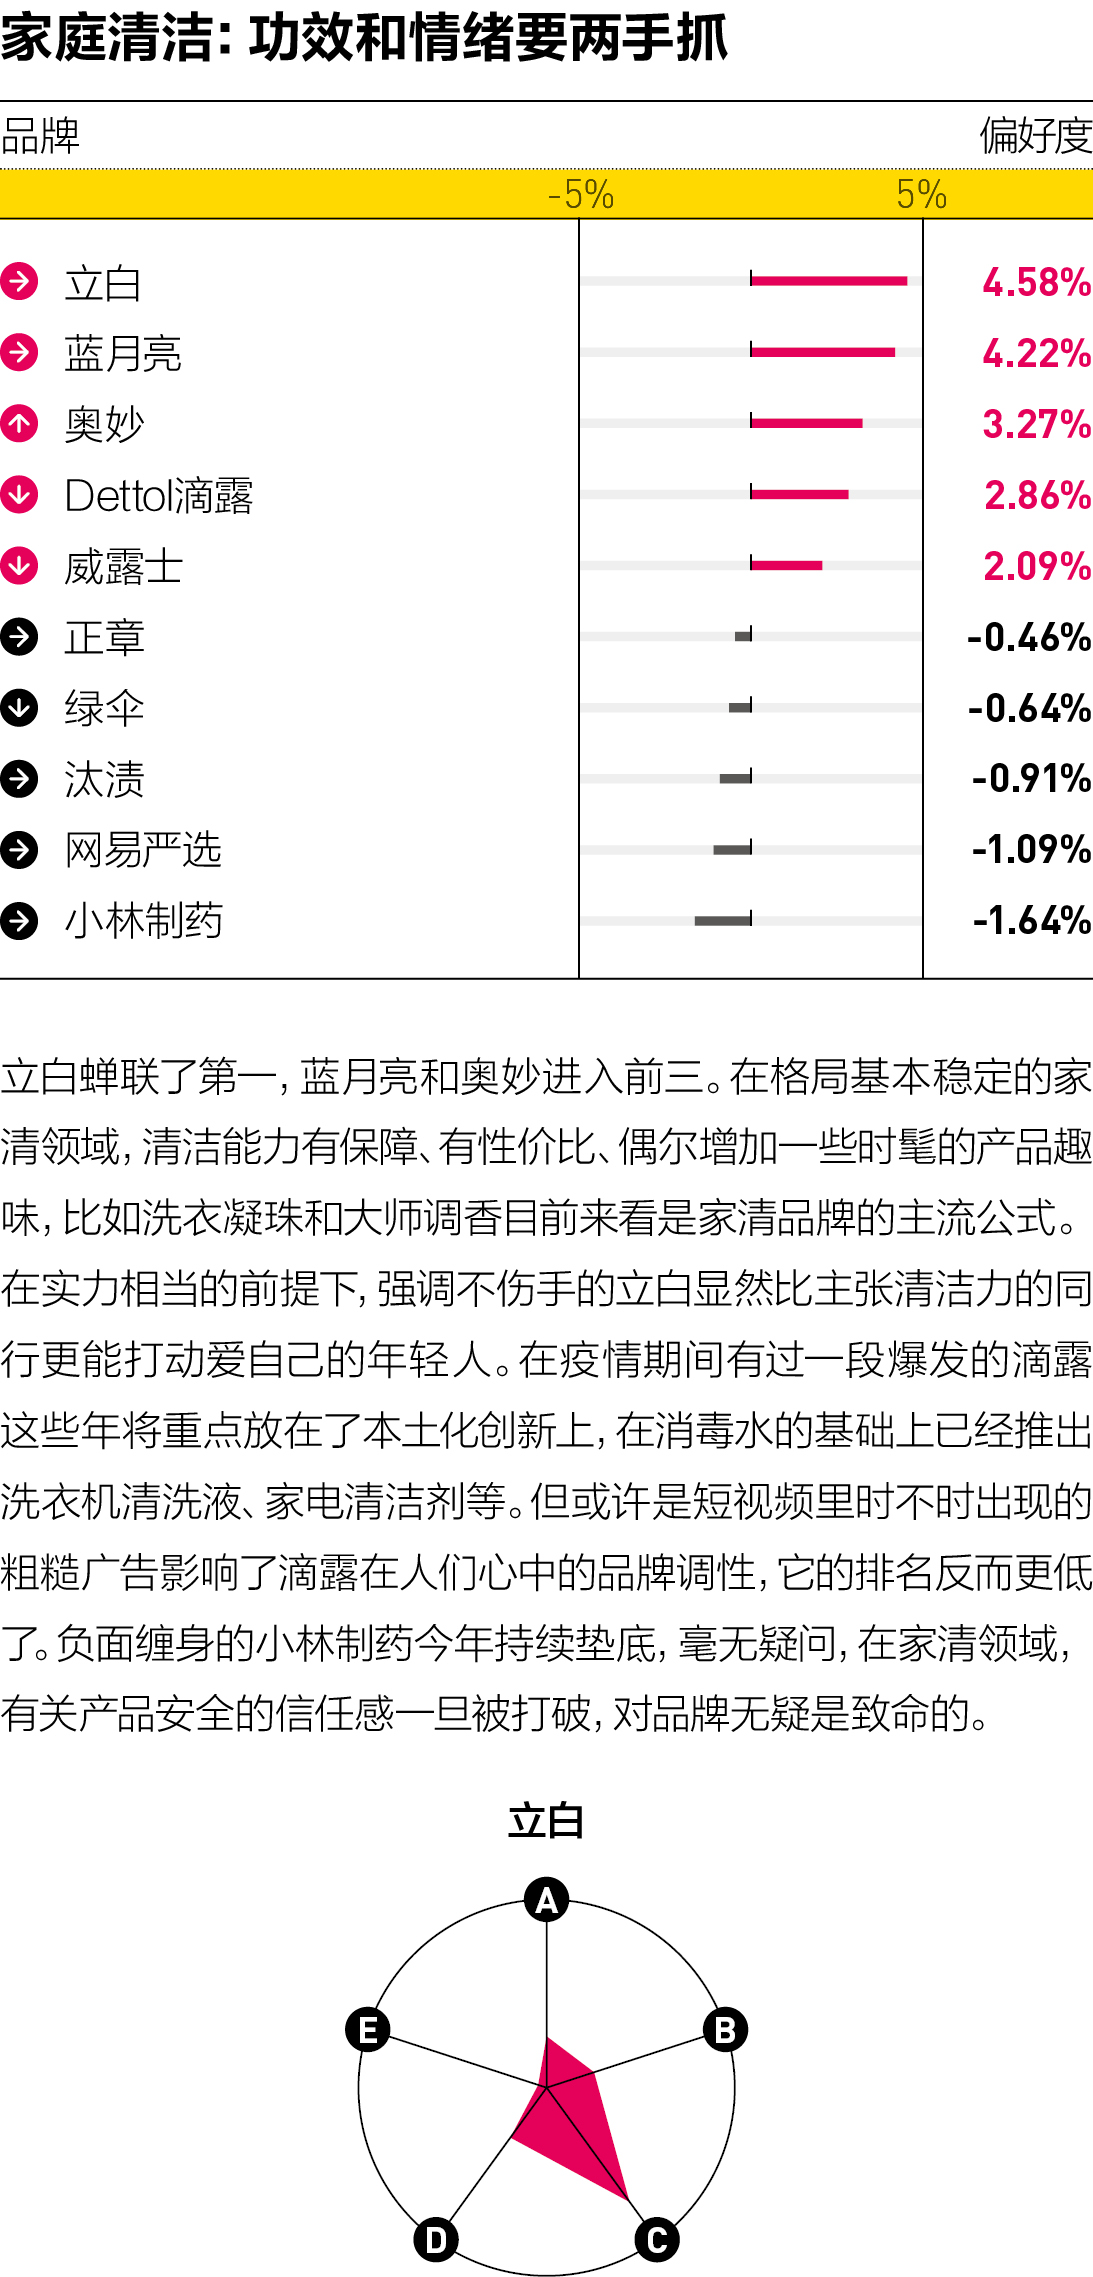 家庭清洁：功效和情绪要两手抓
品牌 偏好度
-5% 5%
立白 4.58%
蓝月亮 4.22%
奥妙 3.27%
Dettol滴露 2.86%
威露士 2.09%
正章 -0.46%
绿伞 -0.64%
汰渍 -0.91%
网易严选 -1.09%
小林制药 -1.64%
立白蝉联了第一，蓝月亮和奥妙进入前三。在格局基本稳定的家
清领域，清洁能力有保障、有性价比、偶尔增加一些时髦的产品趣
味，比如洗衣凝珠和大师调香目前来看是家清品牌的主流公式。
在实力相当的前提下，强调不伤手的立白显然比主张清洁力的同
行更能打动爱自己的年轻人。在疫情期间有过一段爆发的滴露
这些年将重点放在了本土化创新上，在消毒水的基础上已经推出
洗衣机清洗液、家电清洁剂等。但或许是短视频里时不时出现的
粗糙广告影响了滴露在人们心中的品牌调性，它的排名反而更低
了。负面缠身的小林制药今年持续垫底，毫无疑问，在家清领域，
有关产品安全的信任感一旦被打破，对品牌无疑是致命的。
立白
A
B
C
D
E